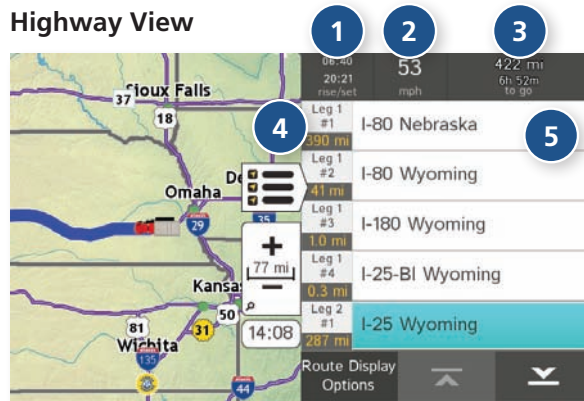 Highway View
1
2
3
06:40
20:21
rise/set
53
mph
422 mi
6h 52m
to go
37
Sioux Falls
18
4
5
Leg 1
#1
390 mi
I-80 Nebraska
Leg 1
#2
41 mi
I-80 Wyoming
Omaha
De
29
35
Leg 1
#3
1.0 mi
I-180 Wyoming
+
77 mi
−
Leg 1
#4
0.3 mi
I-25-Bl Wyoming
Kansas
50
81
31
14:08
Leg 2
#1
287 mi
I-25 Wyoming
Wichita
135
44
Route Display
Options